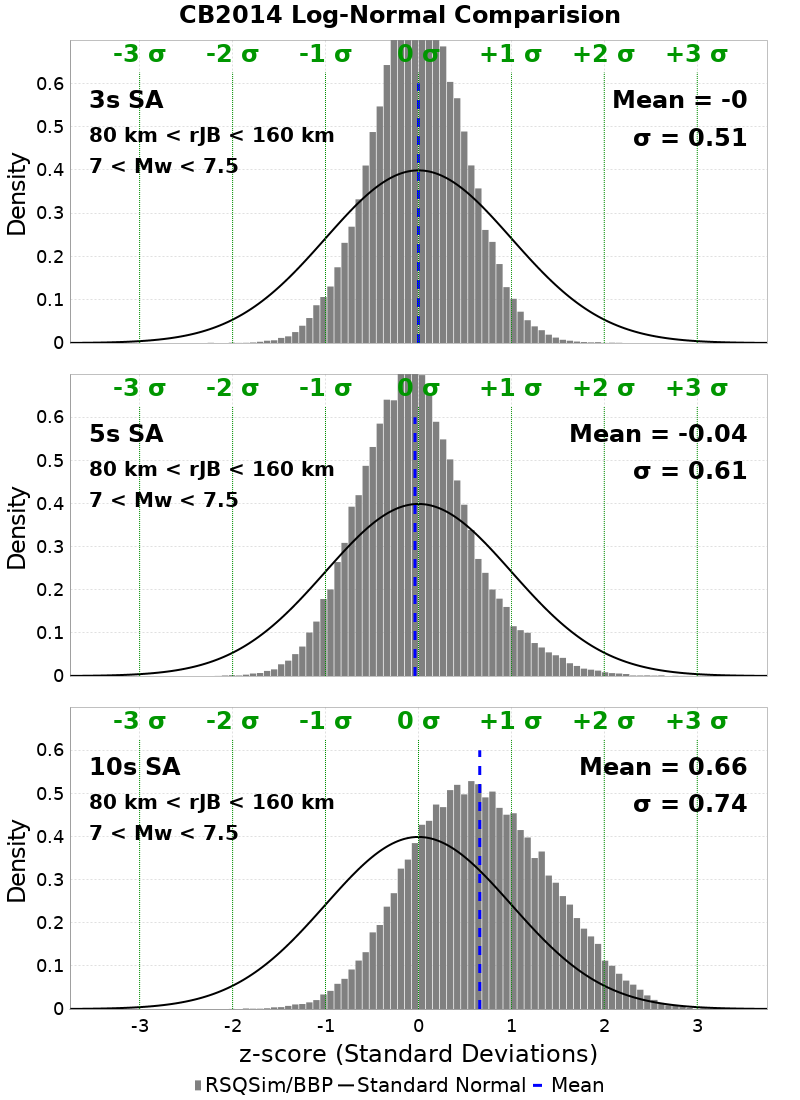 CB2014 Log-Normal Comparision
-3 σ -2 σ -1 σ 0 σ +1 σ +2 σ +3 σ
3s SA
80 km < rJB < 160 km
7 < Mw < 7.5
Mean = -0
σ = 0.51
Density
0.6
0.5
0.4
0.3
0.2
0.1
0
-3 σ -2 σ -1 σ 0 σ +1 σ +2 σ +3 σ
5s SA
80 km < rJB < 160 km
7 < Mw < 7.5
Mean = -0.04
σ = 0.61
Density
0.6
0.5
0.4
0.3
0.2
0.1
0
-3 σ -2 σ -1 σ 0 σ +1 σ +2 σ +3 σ
10s SA
80 km < rJB < 160 km
7 < Mw < 7.5
Mean = 0.66
σ = 0.74
Density
0.6
0.5
0.4
0.3
0.2
0.1
0
-3 -2 -1 0 1 2 3
z-score (Standard Deviations)
RSQSim/BBP Standard Normal Mean